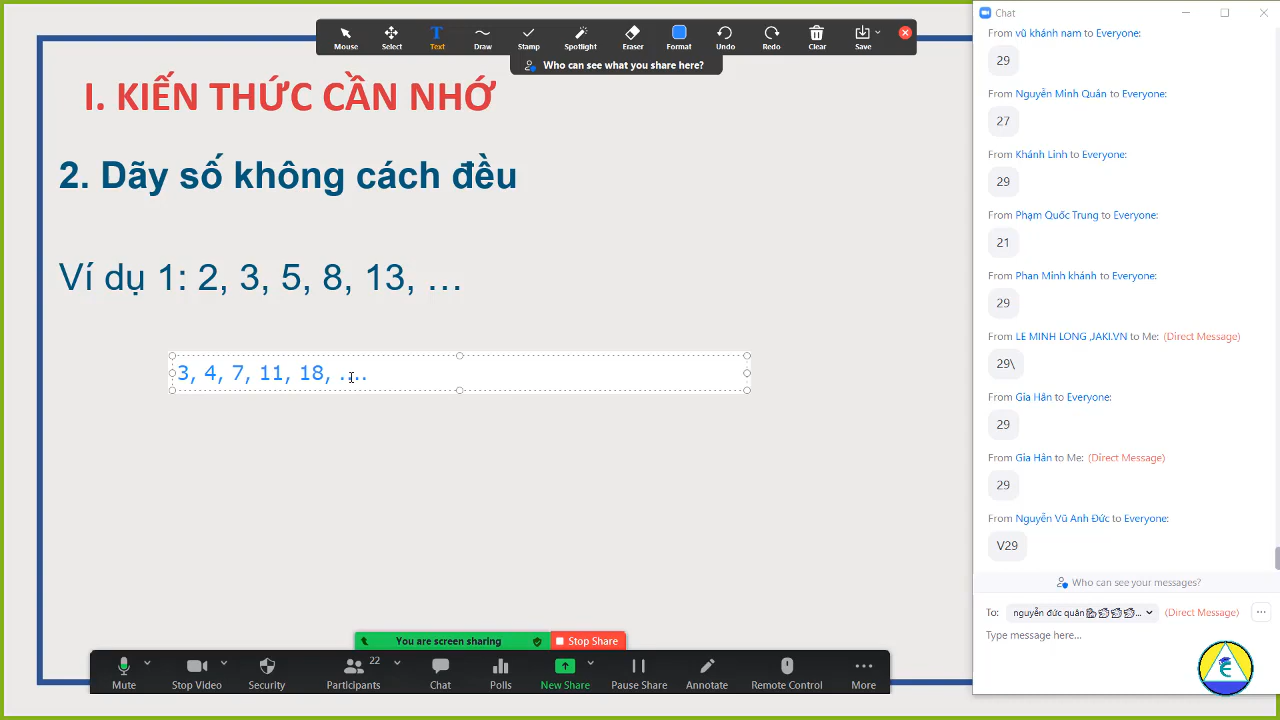 Mouse
Select
Text
Draw
Stamp
Spotlight
Eraser
Format
Undo
Redo
Clear
Save
Who can see what you share here?
I. KIẾN THỨC CẦN NHỚ
2. Dãy số không cách đều
Ví dụ 1: 2, 3, 5, 8, 13, …
3, 4, 7, 11, 18, ....
You are screen sharing
Stop Share
Mute
Stop Video
Security
Participants
22
Chat
Polls
New Share
Pause Share
Annotate
Remote Control
More
Chat
From vũ khánh nam to Everyone:
29
From Nguyễn Minh Quán to Everyone:
27
From Khánh Linh to Everyone:
29
From Phạm Quốc Trung to Everyone:
21
From Phan Minh khánh to Everyone:
29
From LE MINH LONG ,JAKI.VN to Me: (Direct Message)
29\
From Gia Hân to Everyone:
29
From Gia Hân to Me: (Direct Message)
29
From Nguyễn Vũ Anh Đức to Everyone:
V29
Who can see your messages?
To: nguyễn đức quân... (Direct Message)
Type message here...